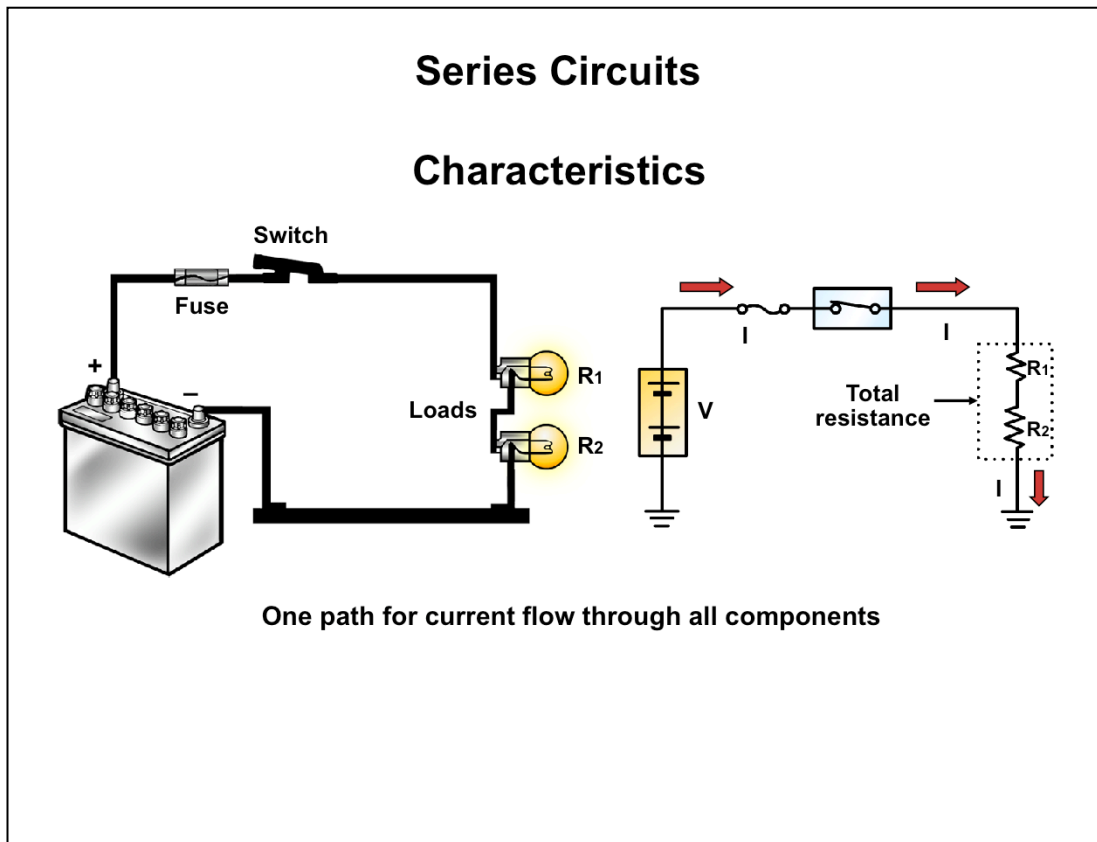 Series Circuits
Characteristics
Switch
Fuse
+
–
Loads
R1
R2
I
I
V
Total
resistance
R1
R2
I
One path for current flow through all components